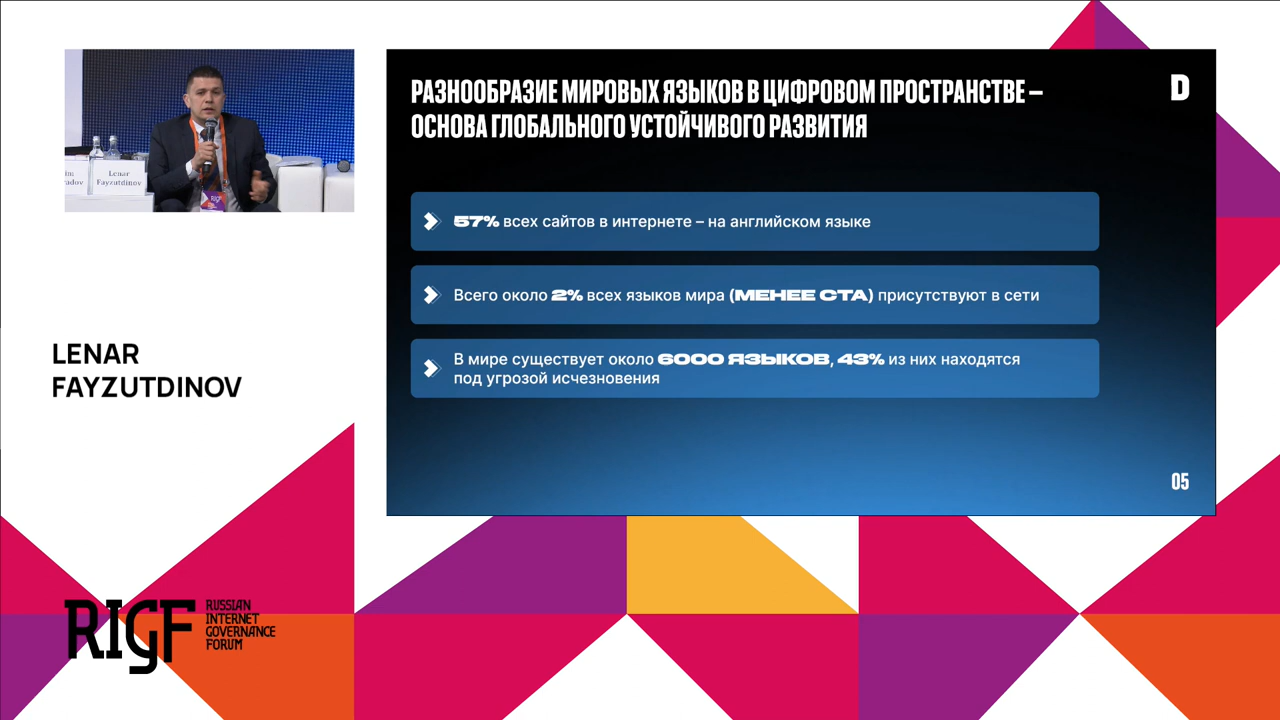 РАЗНООБРАЗИЕ МИРОВЫХ ЯЗЫКОВ В ЦИФРОВОМ ПРОСТРАНСТВЕ –
ОСНОВА ГЛОБАЛЬНОГО УСТОЙЧИВОГО РАЗВИТИЯ
D
57% всех сайтов в интернете – на английском языке
Всего около 2% всех языков мира (МЕНЕЕ СТА) присутствуют в сети
В мире существует около 6000 ЯЗЫКОВ, 43% из них находятся
под угрозой исчезновения
05
Lenar
Fayzutdinov
RIGF
LENAR
FAYZUTDINOV
RIGF
RUSSIAN
INTERNET
GOVERNANCE
FORUM